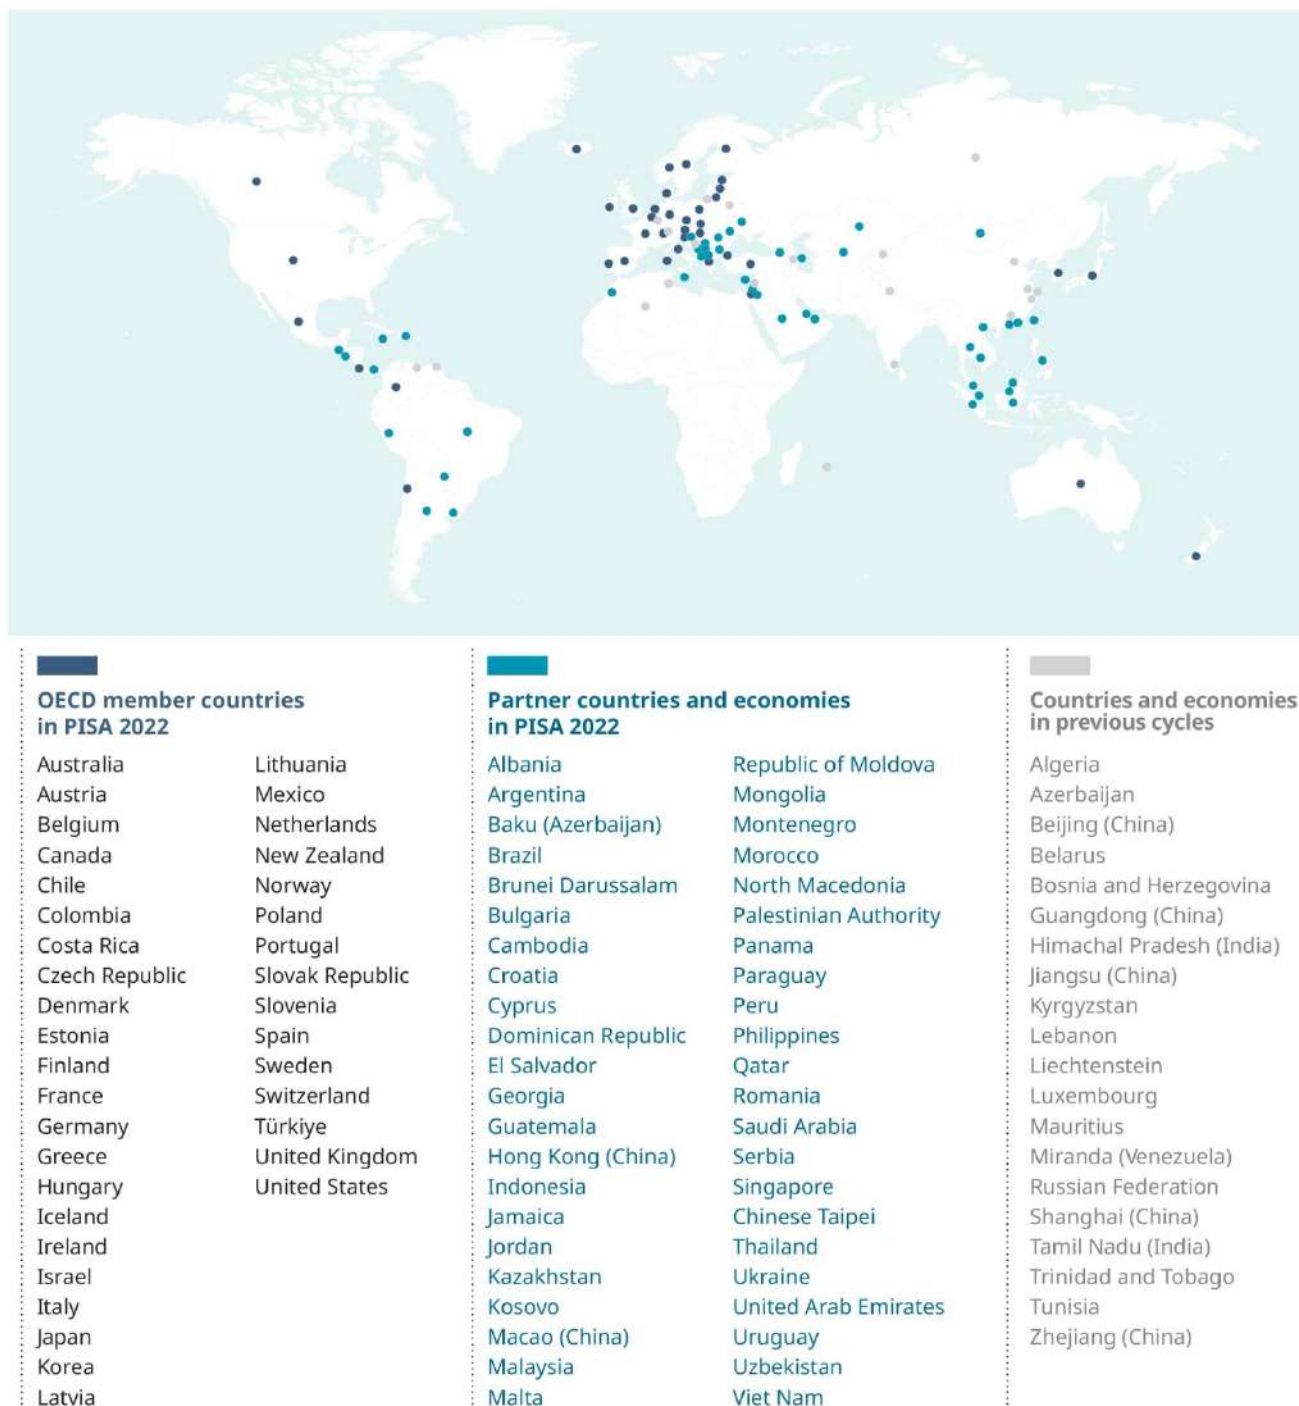 OECD member countries
in PISA 2022
Australia
Austria
Belgium
Canada
Chile
Colombia
Costa Rica
Czech Republic
Denmark
Estonia
Finland
France
Germany
Greece
Hungary
Iceland
Ireland
Israel
Italy
Japan
Korea
Latvia
Lithuania
Mexico
Netherlands
New Zealand
Norway
Poland
Portugal
Slovak Republic
Slovenia
Spain
Sweden
Switzerland
Türkiye
United Kingdom
United States
Partner countries and economies
in PISA 2022
Albania
Argentina
Baku (Azerbaijan)
Brazil
Brunei Darussalam
Bulgaria
Cambodia
Croatia
Cyprus
Dominican Republic
El Salvador
Georgia
Guatemala
Hong Kong (China)
Indonesia
Jamaica
Jordan
Kazakhstan
Kosovo
Macao (China)
Malaysia
Malta
Republic of Moldova
Mongolia
Montenegro
Morocco
North Macedonia
Palestinian Authority
Panama
Paraguay
Peru
Philippines
Qatar
Romania
Saudi Arabia
Serbia
Singapore
Chinese Taipei
Thailand
Ukraine
United Arab Emirates
Uruguay
Uzbekistan
Viet Nam
Countries and economies
in previous cycles
Algeria
Azerbaijan
Beijing (China)
Belarus
Bosnia and Herzegovina
Guangdong (China)
Himachal Pradesh (India)
Jiangsu (China)
Kyrgyzstan
Lebanon
Liechtenstein
Luxembourg
Mauritius
Miranda (Venezuela)
Russian Federation
Shanghai (China)
Tamil Nadu (India)
Trinidad and Tobago
Tunisia
Zhejiang (China)